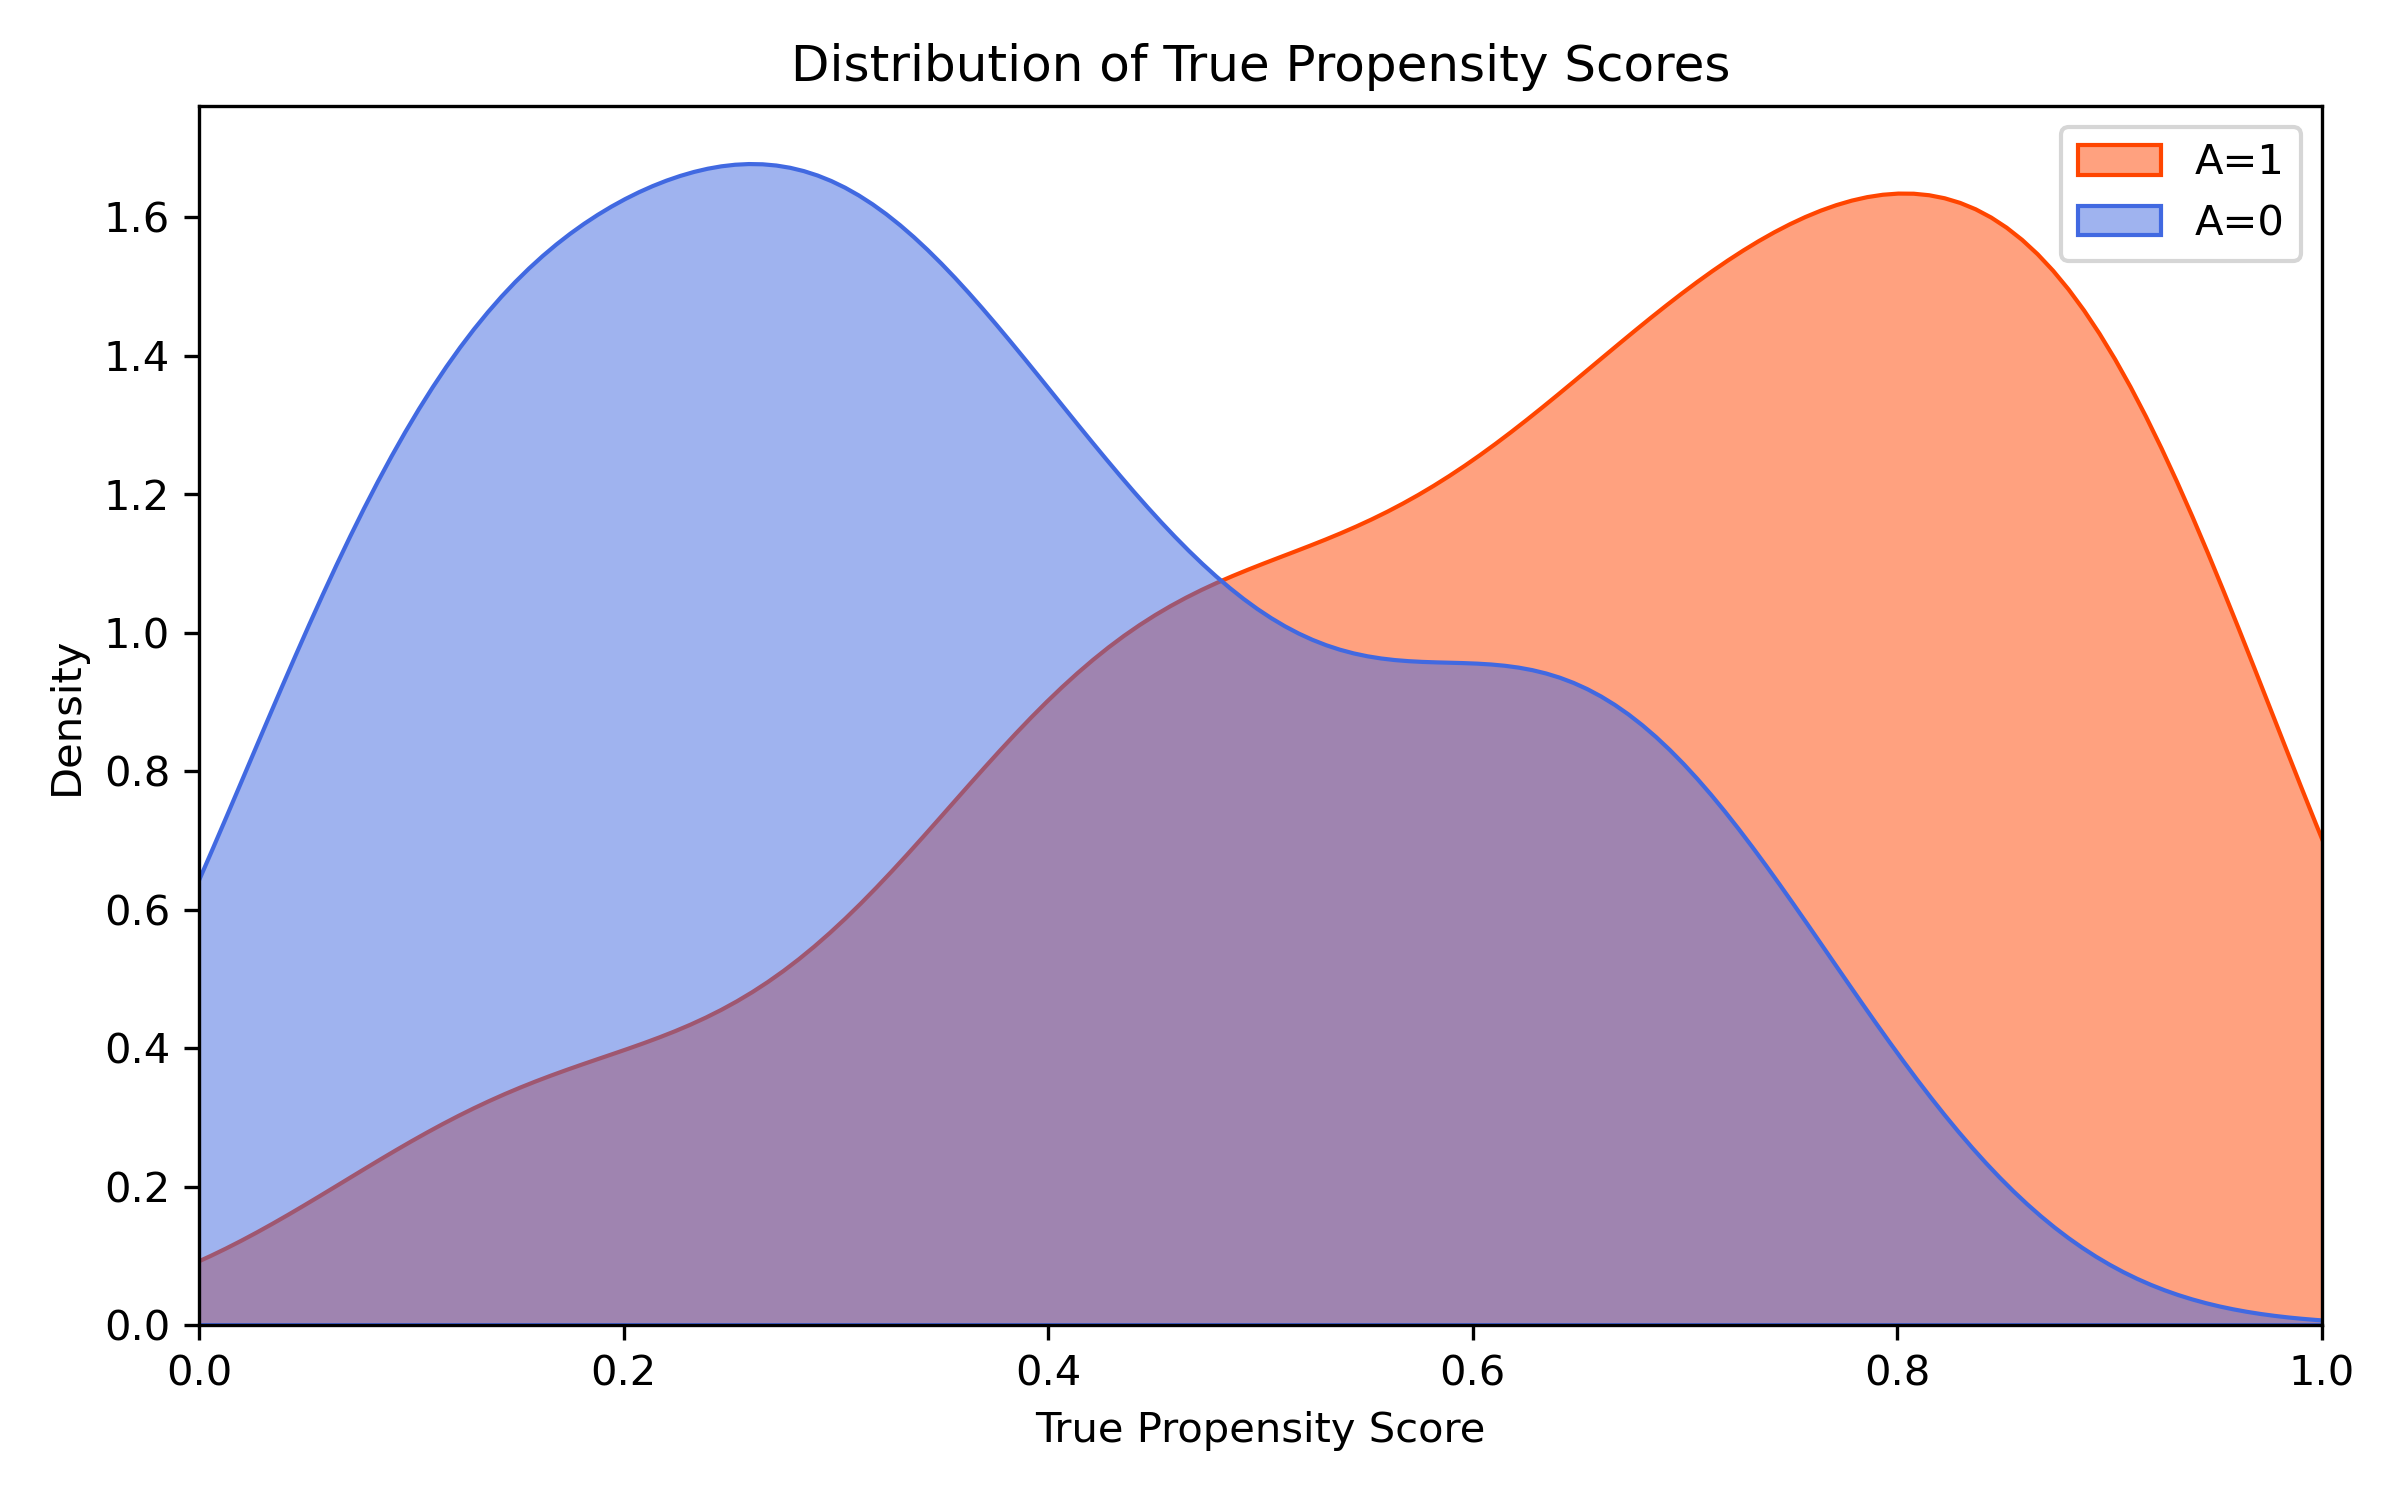 Distribution of True Propensity Scores
A=1
A=0
Density
1.6
1.4
1.2
1.0
0.8
0.6
0.4
0.2
0.0
0.0 0.2 0.4 0.6 0.8 1.0
True Propensity Score